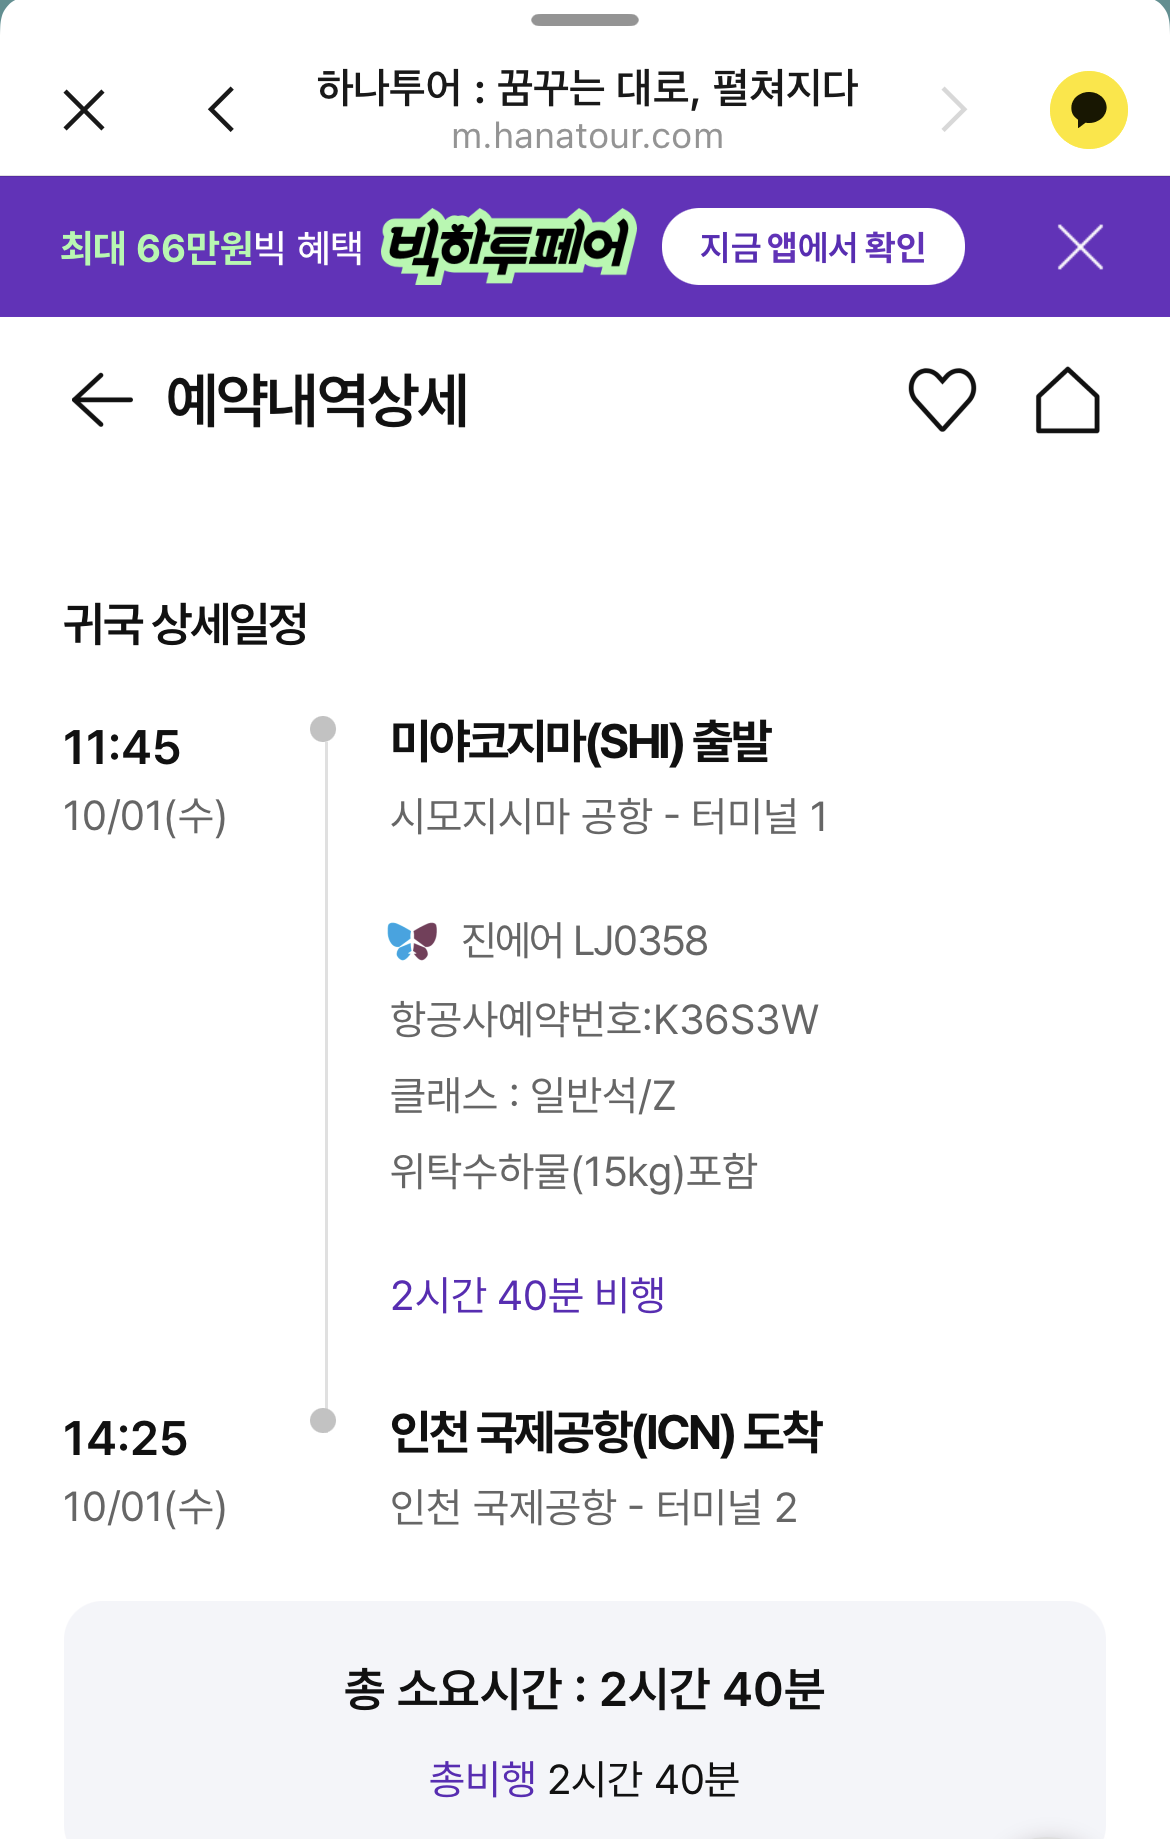 하나투어 : 꿈꾸는 대로, 펼쳐지다
m.hanatour.com
최대 66만원빅 혜택 빅하투페어 지금 앱에서 확인
예약내역상세
귀국 상세일정
11:45 미야코지마(SHI) 출발
10/01(수) 시모지시마 공항 - 터미널 1
진에어 LJ0358
항공사예약번호:K36S3W
클래스 : 일반석/Z
위탁수하물(15kg)포함
2시간 40분 비행
14:25 인천 국제공항(ICN) 도착
10/01(수) 인천 국제공항 - 터미널 2
총 소요시간 : 2시간 40분
총비행 2시간 40분